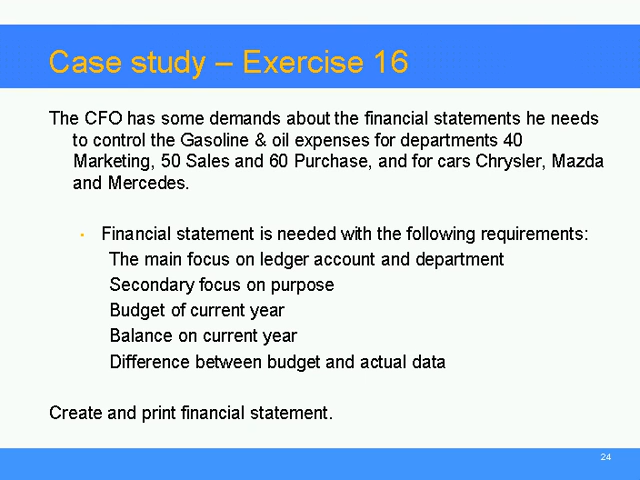 Case study – Exercise 16
The CFO has some demands about the financial statements he needs
to control the Gasoline & oil expenses for departments 40
Marketing, 50 Sales and 60 Purchase, and for cars Chrysler, Mazda
and Mercedes.
• Financial statement is needed with the following requirements:
The main focus on ledger account and department
Secondary focus on purpose
Budget of current year
Balance on current year
Difference between budget and actual data
Create and print financial statement.
24